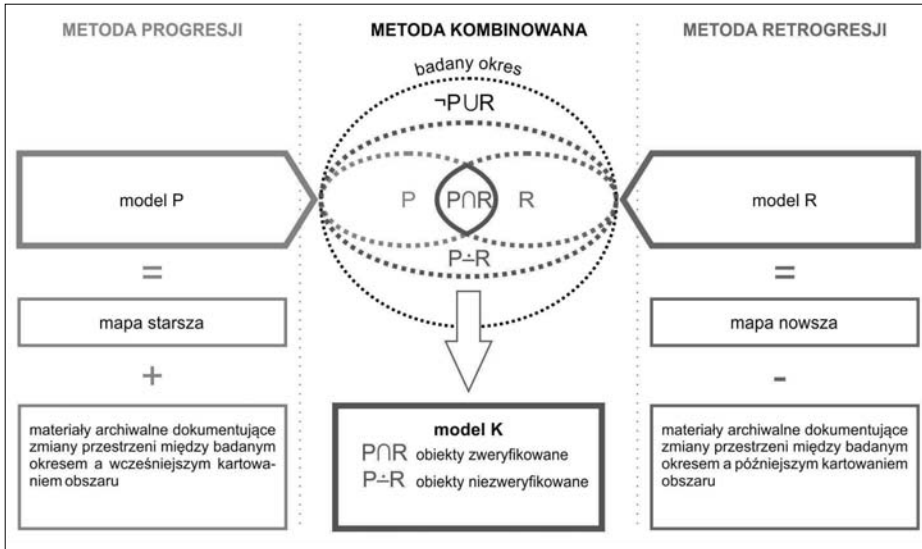 METODA PROGRESJI
METODA KOMBINOWANA
METODA RETROGRESJI
badany okres
¬P∪R
model P
P
P∩R
R
model R
P∸R
=
=
mapa starsza
mapa nowsza
+
-
materiały archiwalne dokumentujące
zmiany przestrzeni między badanym
okresem a wcześniejszym kartowa-
niem obszaru
model K
P∩R obiekty zweryfikowane
P∸R obiekty niezweryfikowane
materiały archiwalne dokumentujące
zmiany przestrzeni między badanym
okresem a późniejszym kartowaniem
obszaru